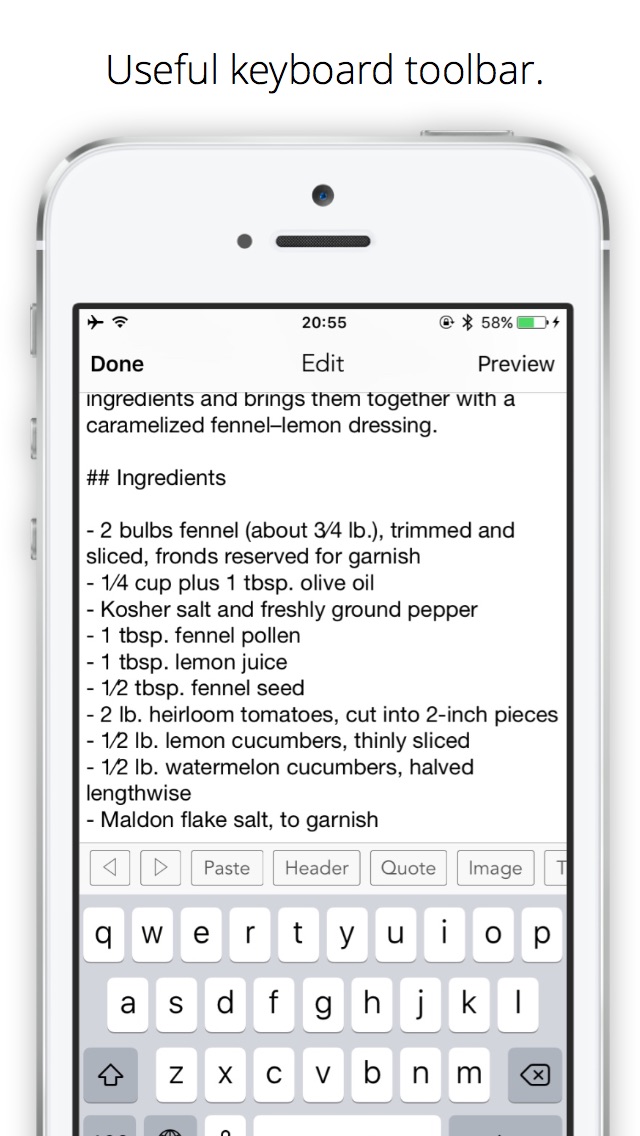 Useful keyboard toolbar.
20:55 58%
Done Edit Preview
ingredients and brings them together with a
caramelized fennel–lemon dressing.
## Ingredients
- 2 bulbs fennel (about 3⁄4 lb.), trimmed and
sliced, fronds reserved for garnish
- 1⁄4 cup plus 1 tbsp. olive oil
- Kosher salt and freshly ground pepper
- 1 tbsp. fennel pollen
- 1 tbsp. lemon juice
- 1⁄2 tbsp. fennel seed
- 2 lb. heirloom tomatoes, cut into 2-inch pieces
- 1⁄2 lb. lemon cucumbers, thinly sliced
- 1⁄2 lb. watermelon cucumbers, halved
lengthwise
- Maldon flake salt, to garnish
Paste Header Quote Image
q w e r t y u i o p
a s d f g h j k l
z x c v b n m